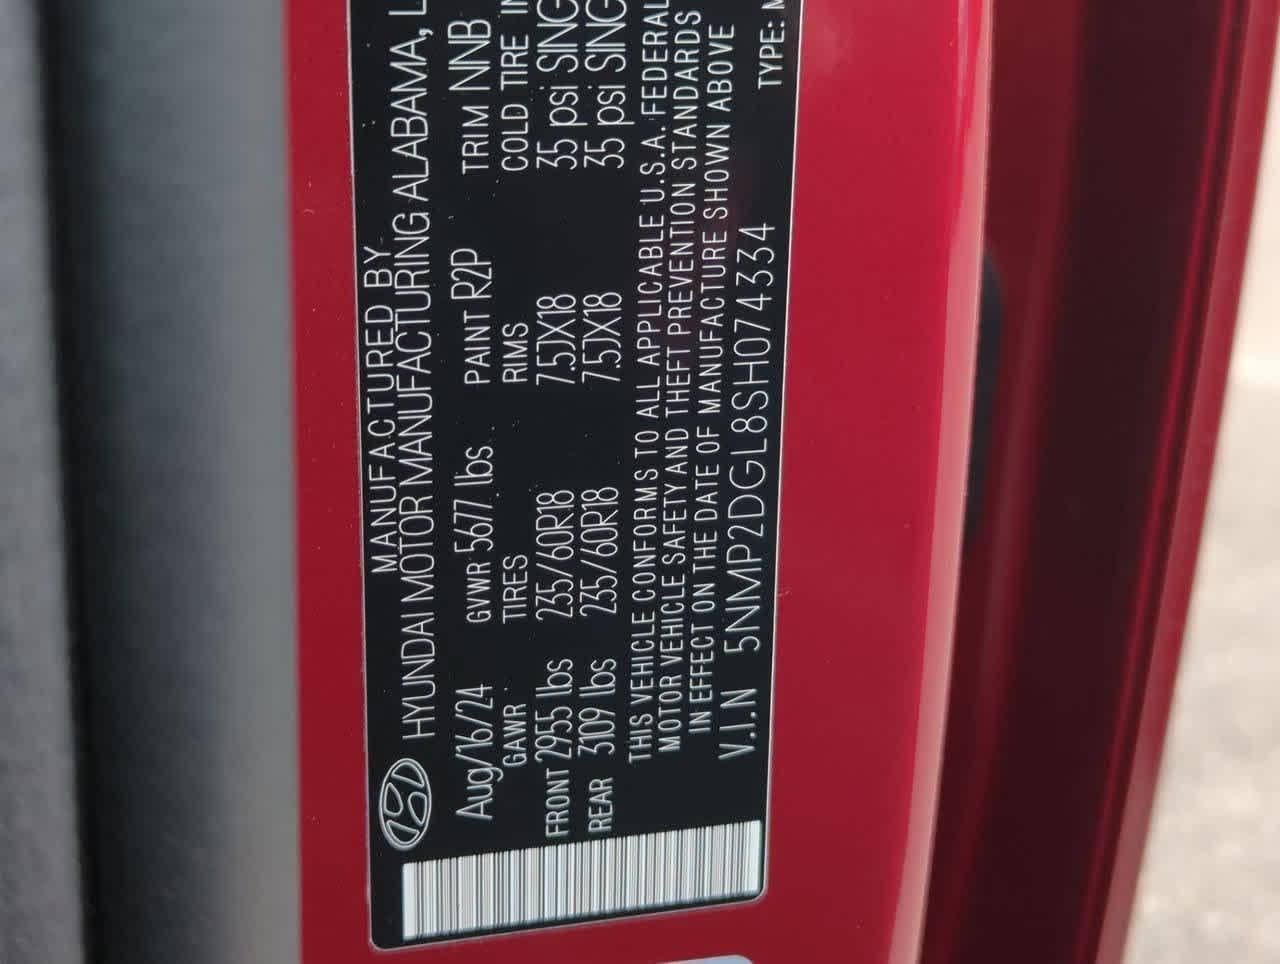 MANUFACTURED BY
HYUNDAI MOTOR MANUFACTURING ALABAMA,
Aug/16/24 GVWR 5677 lbs PAINT R2P TRIM NNB
GAWR TIRES RIMS COLD TIRE
FRONT 2955 lbs 235/60R18 7.5JX18 35 psi SING
REAR 3109 lbs 235/60R18 7.5JX18 35 psi SING
THIS VEHICLE CONFORMS TO ALL APPLICABLE U.S.A. FEDERAL
MOTOR VEHICLE SAFETY AND THEFT PREVENTION STANDARDS
IN EFFECT ON THE DATE OF MANUFACTURE SHOWN ABOVE
V.I.N 5NMP2DGL8SH074334 TYPE: